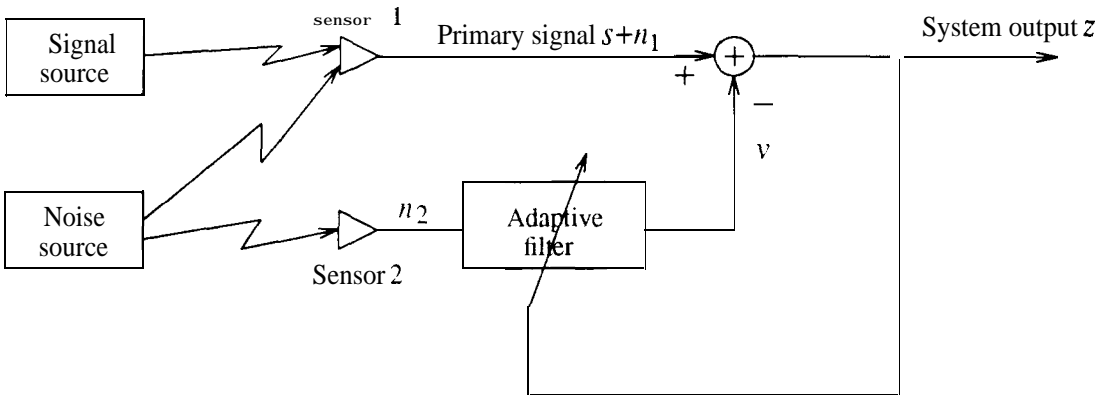 Signal
source
sensor 1
Primary signal s+n1
+
+
−
System output z
v
Noise
source
n2
Sensor 2
Adaptive
filter